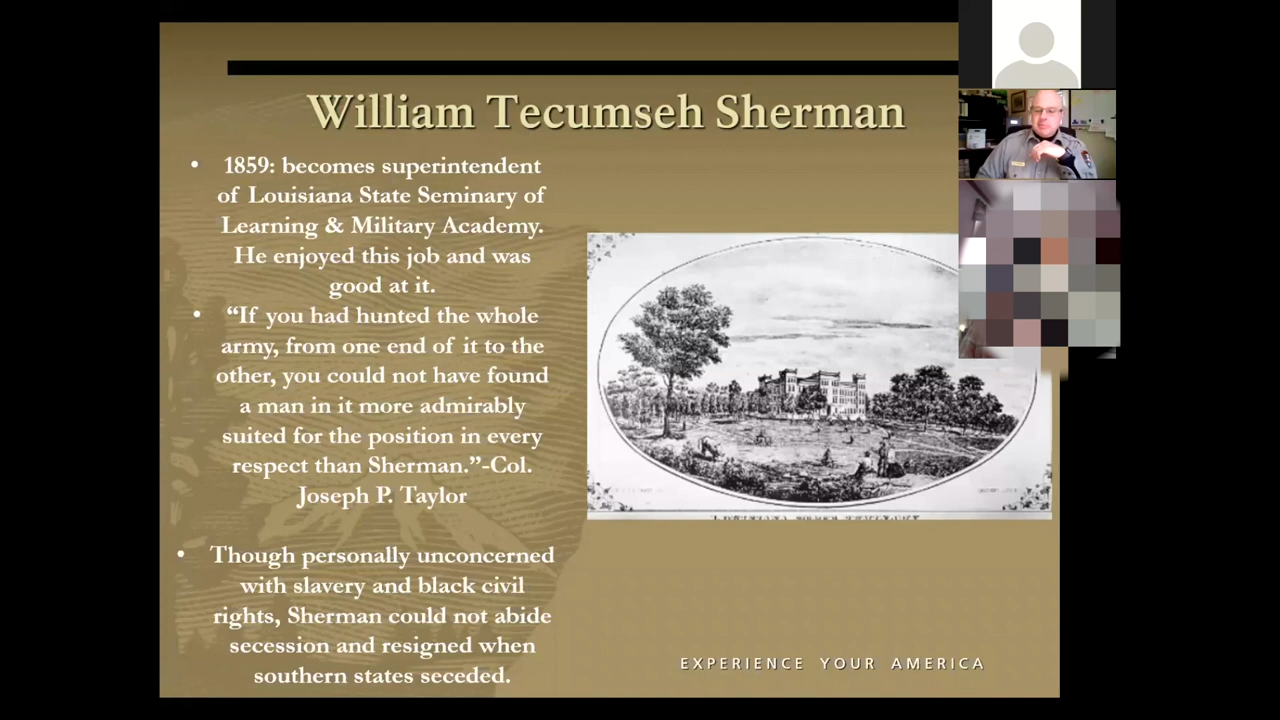 William Tecumseh Sherman
• 1859: becomes superintendent
of Louisiana State Seminary of
Learning & Military Academy.
He enjoyed this job and was
good at it.
• “If you had hunted the whole
army, from one end of it to the
other, you could not have found
a man in it more admirably
suited for the position in every
respect than Sherman.”-Col.
Joseph P. Taylor
• Though personally unconcerned
with slavery and black civil
rights, Sherman could not abide
secession and resigned when
southern states seceded.
EXPERIENCE YOUR AMERICA